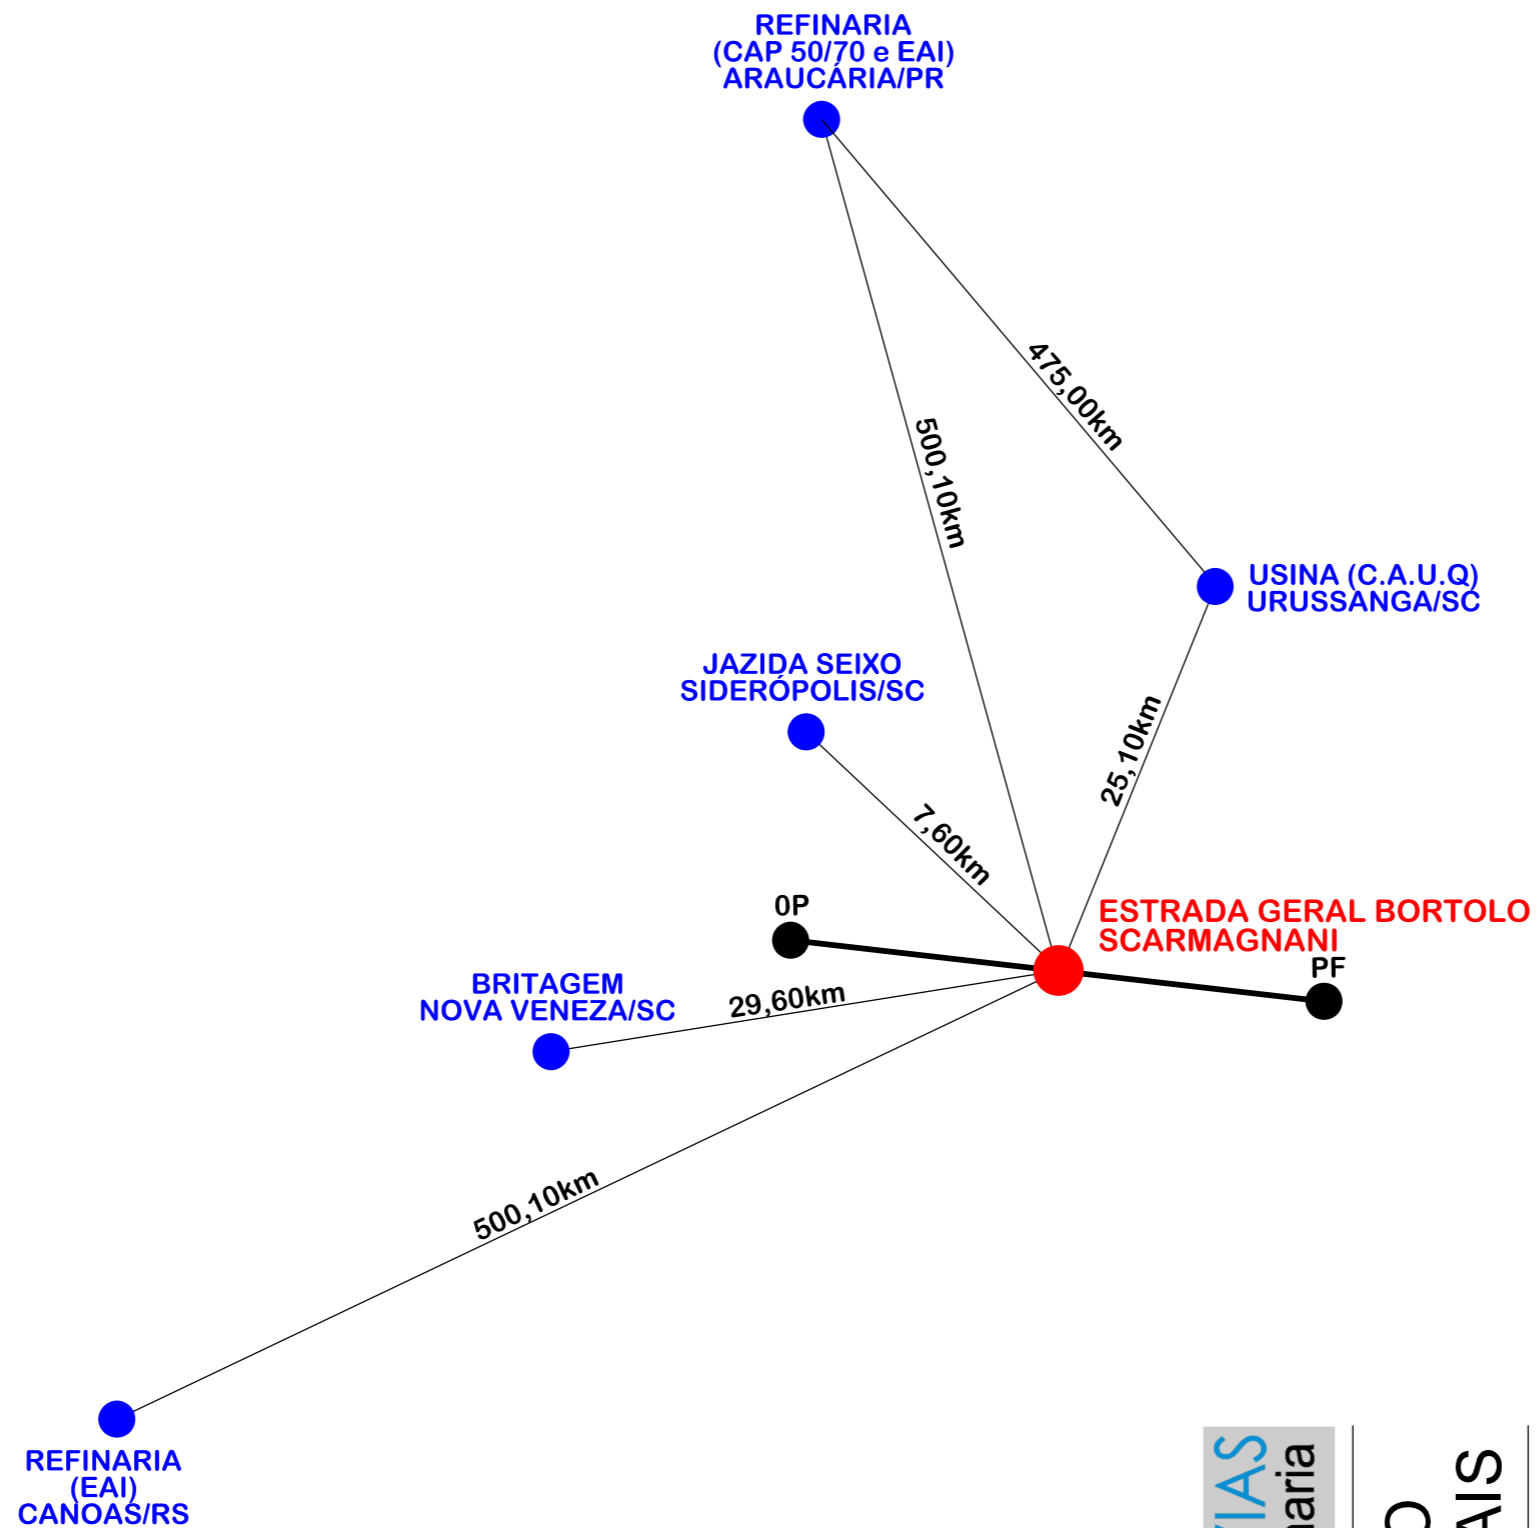 REFINARIA
(CAP 50/70 e EAI)
ARAUCÁRIA/PR
475,00km
500,10km
USINA (C.A.U.Q)
URUSSANGA/SC
JAZIDA SEIXO
SIDERÓPOLIS/SC
25,10km
7,60km
0P
ESTRADA GERAL BORTOLO
SCARMAGNANI
PF
BRITAGEM
NOVA VENEZA/SC
29,60km
500,10km
REFINARIA
(EAI)
CANOAS/RS